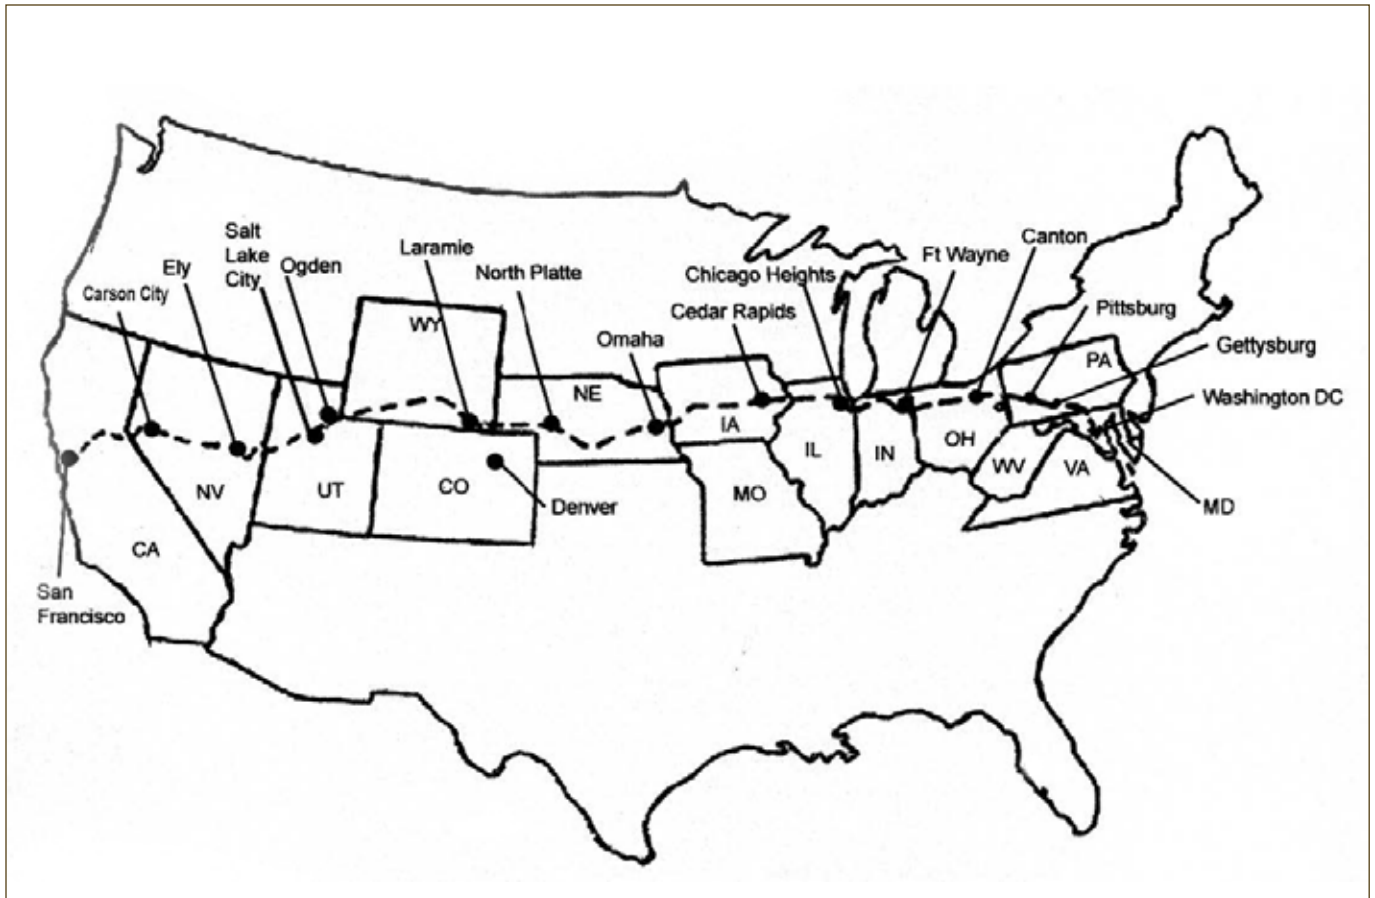 Salt
Lake
City
Ogden
Ely
Carson City
Laramie
North Platte
Omaha
Chicago Heights
Cedar Rapids
Ft Wayne
Canton
Pittsburg
Gettysburg
Washington DC
MD
WY
NE
IA
PA
OH
IL
IN
WV
VA
MO
NV
UT
CO
CA
Denver
San
Francisco